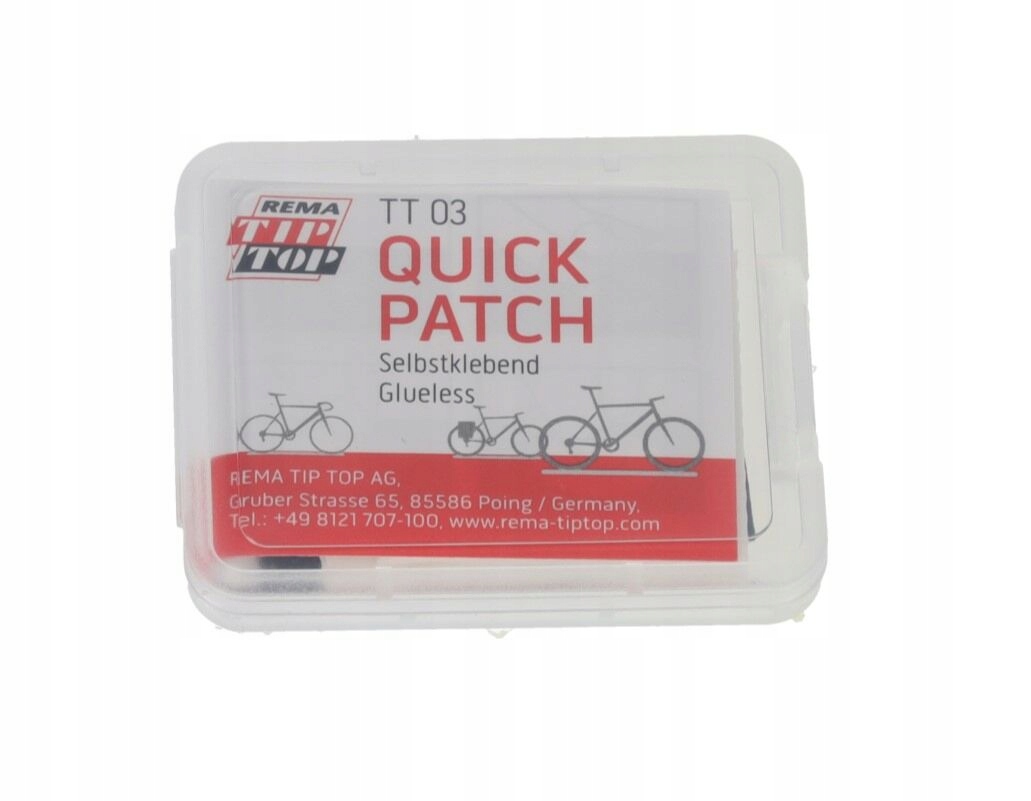 REMA
TIP
TOP
TT 03
QUICK
PATCH
Selbstklebend
Glueless
REMA TIP TOP AG,
Gruber Strasse 65, 85586 Poing / Germany,
Tel.: +49 8121 707-100, www.rema-tiptop.com